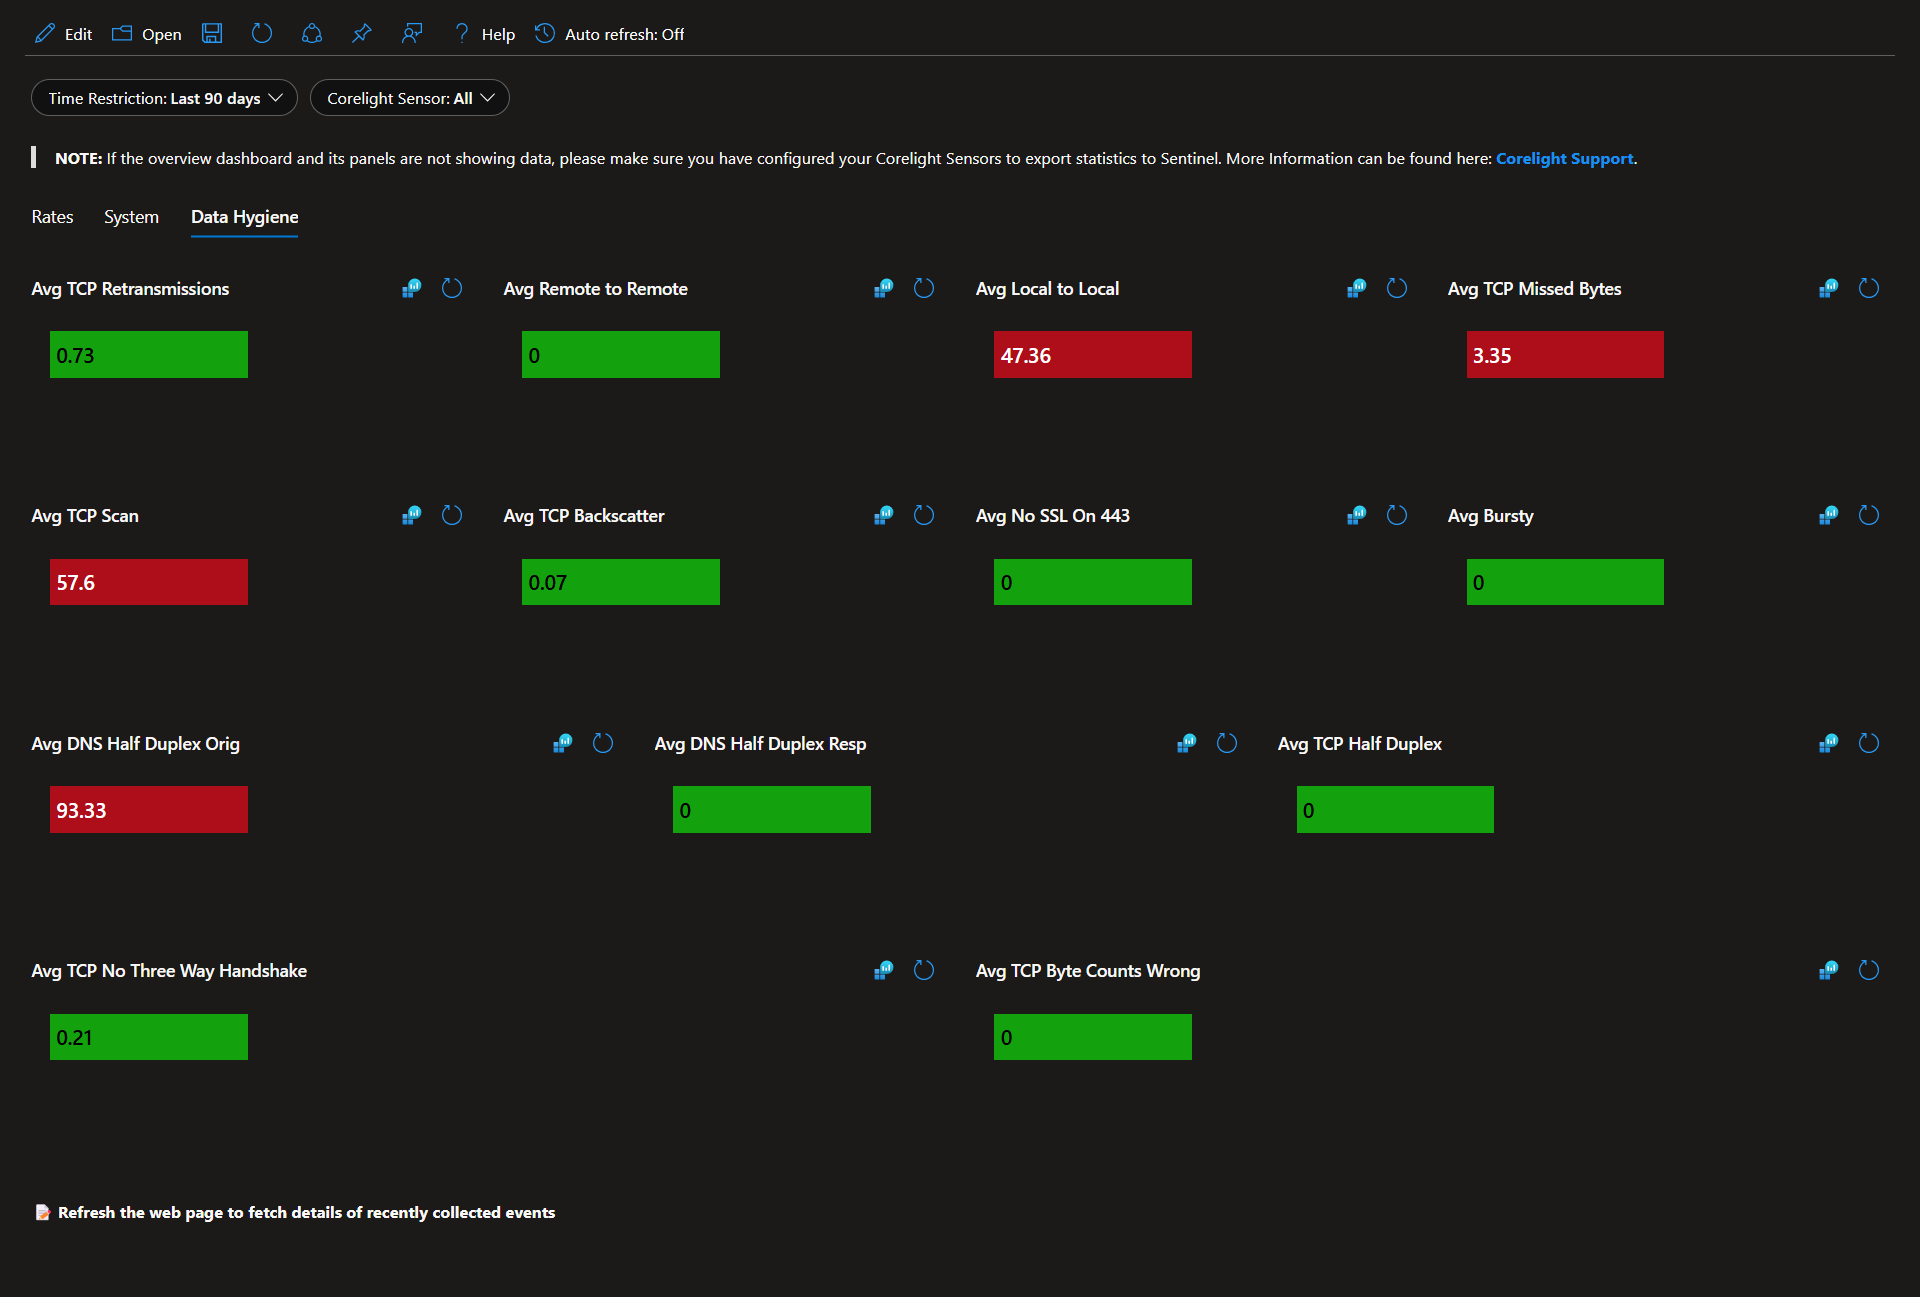 Edit Open Help Auto refresh: Off
Time Restriction: Last 90 days Corelight Sensor: All
NOTE: If the overview dashboard and its panels are not showing data, please make sure you have configured your Corelight Sensors to export statistics to Sentinel. More Information can be found here: Corelight Support.
Rates System Data Hygiene
Avg TCP Retransmissions Avg Remote to Remote Avg Local to Local Avg TCP Missed Bytes
0.73 0 47.36 3.35
Avg TCP Scan Avg TCP Backscatter Avg No SSL On 443 Avg Bursty
57.6 0.07 0 0
Avg DNS Half Duplex Orig Avg DNS Half Duplex Resp Avg TCP Half Duplex
93.33 0 0
Avg TCP No Three Way Handshake Avg TCP Byte Counts Wrong
0.21 0
Refresh the web page to fetch details of recently collected events